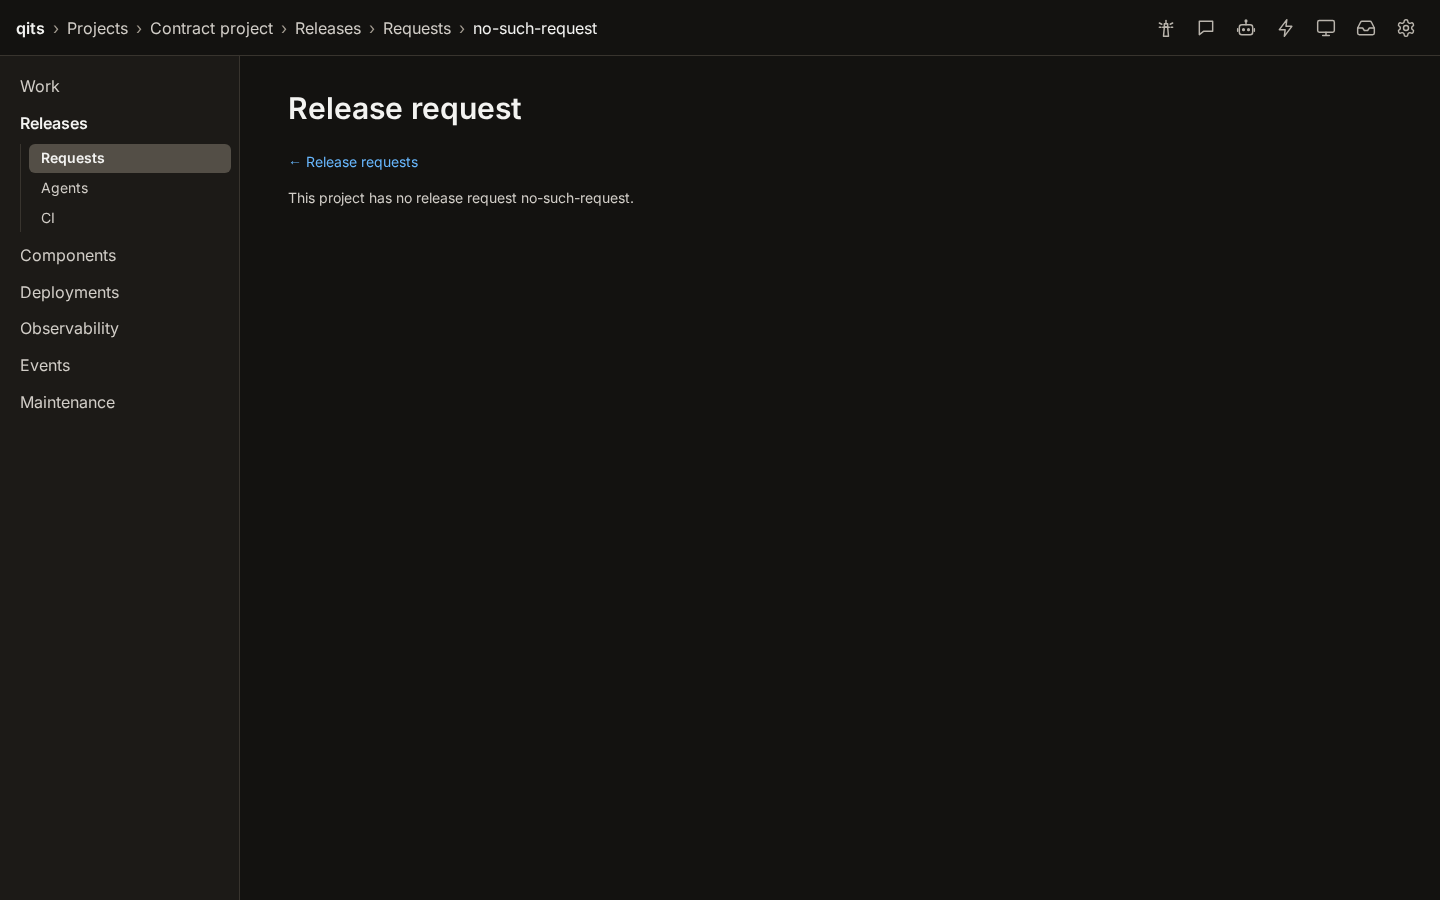 qits › Projects › Contract project › Releases › Requests › no-such-request
Work
Releases
Requests
Agents
CI
Components
Deployments
Observability
Events
Maintenance
Release request
← Release requests
This project has no release request no-such-request.